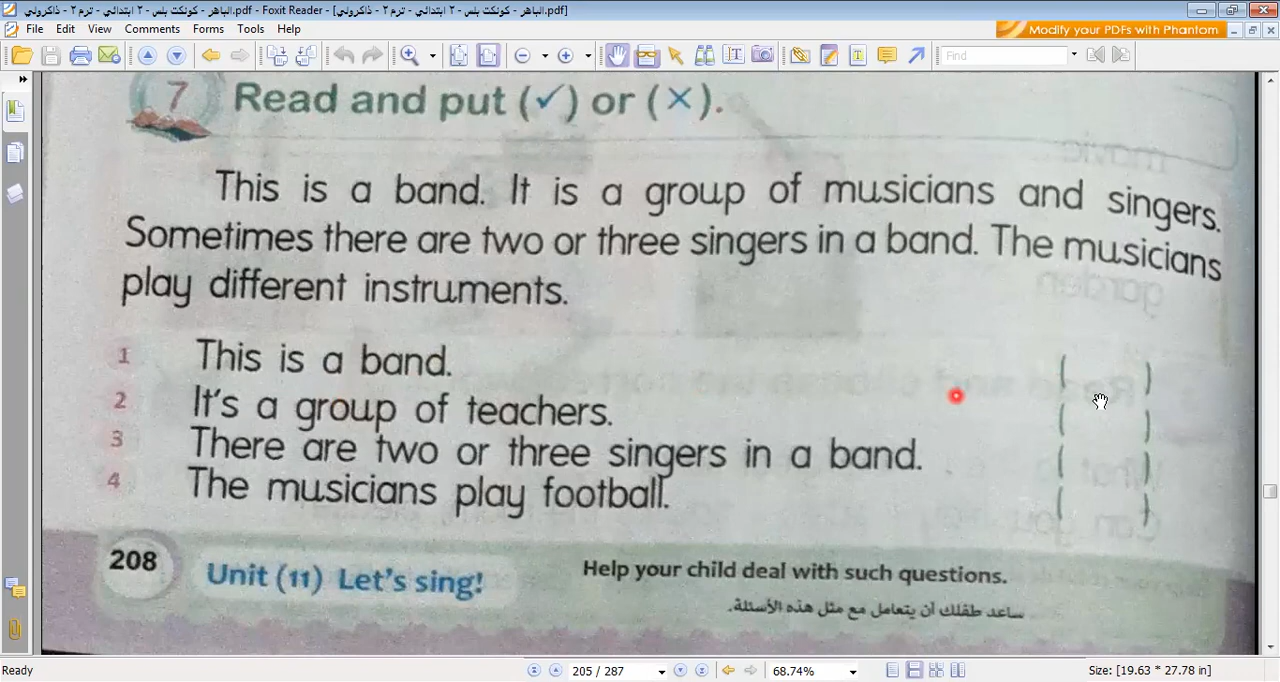 الباهر - كونكت بلس - ٢ ابتدائي - ترم ٢ - ذاكرولي.pdf - Foxit Reader - [الباهر - كونكت بلس - ٢ ابتدائي - ترم ٢ - ذاكرولي.pdf]
File Edit View Comments Forms Tools Help
Modify your PDFs with Phantom
Find
7 Read and put (✓) or (×).
This is a band. It is a group of musicians and singers.
Sometimes there are two or three singers in a band. The musicians
play different instruments.
1 This is a band. ( )
2 It's a group of teachers. ( )
3 There are two or three singers in a band. ( )
4 The musicians play football. ( )
208 Unit (11) Let's sing! Help your child deal with such questions.
ساعد طفلك أن يتعامل مع مثل هذه الأسئلة.
Ready 205 / 287 68.74% Size: [19.63 * 27.78 in]